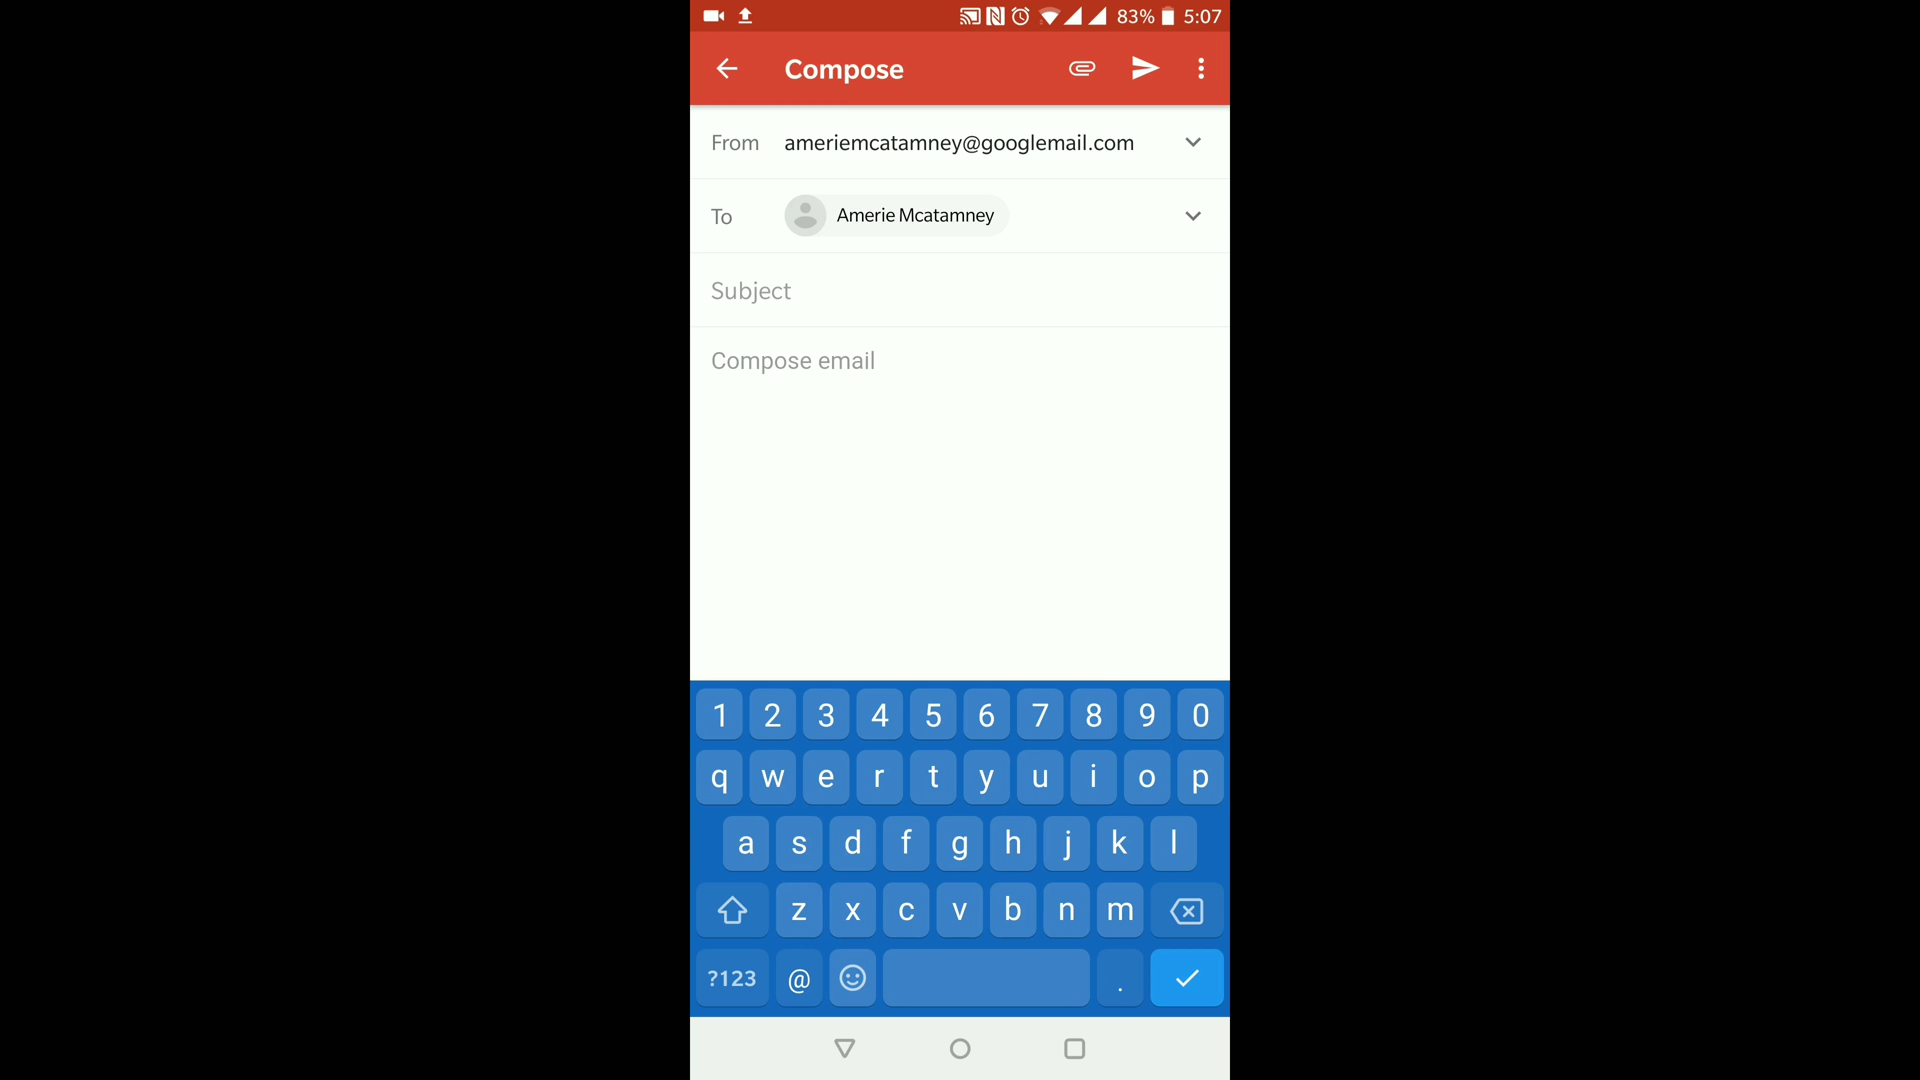 83% 5:07
Compose
From ameriemcatamney@googlemail.com
To Amerie Mcatamney
Subject
Compose email
1 2 3 4 5 6 7 8 9 0
q w e r t y u i o p
a s d f g h j k l
z x c v b n m
?123 @ .